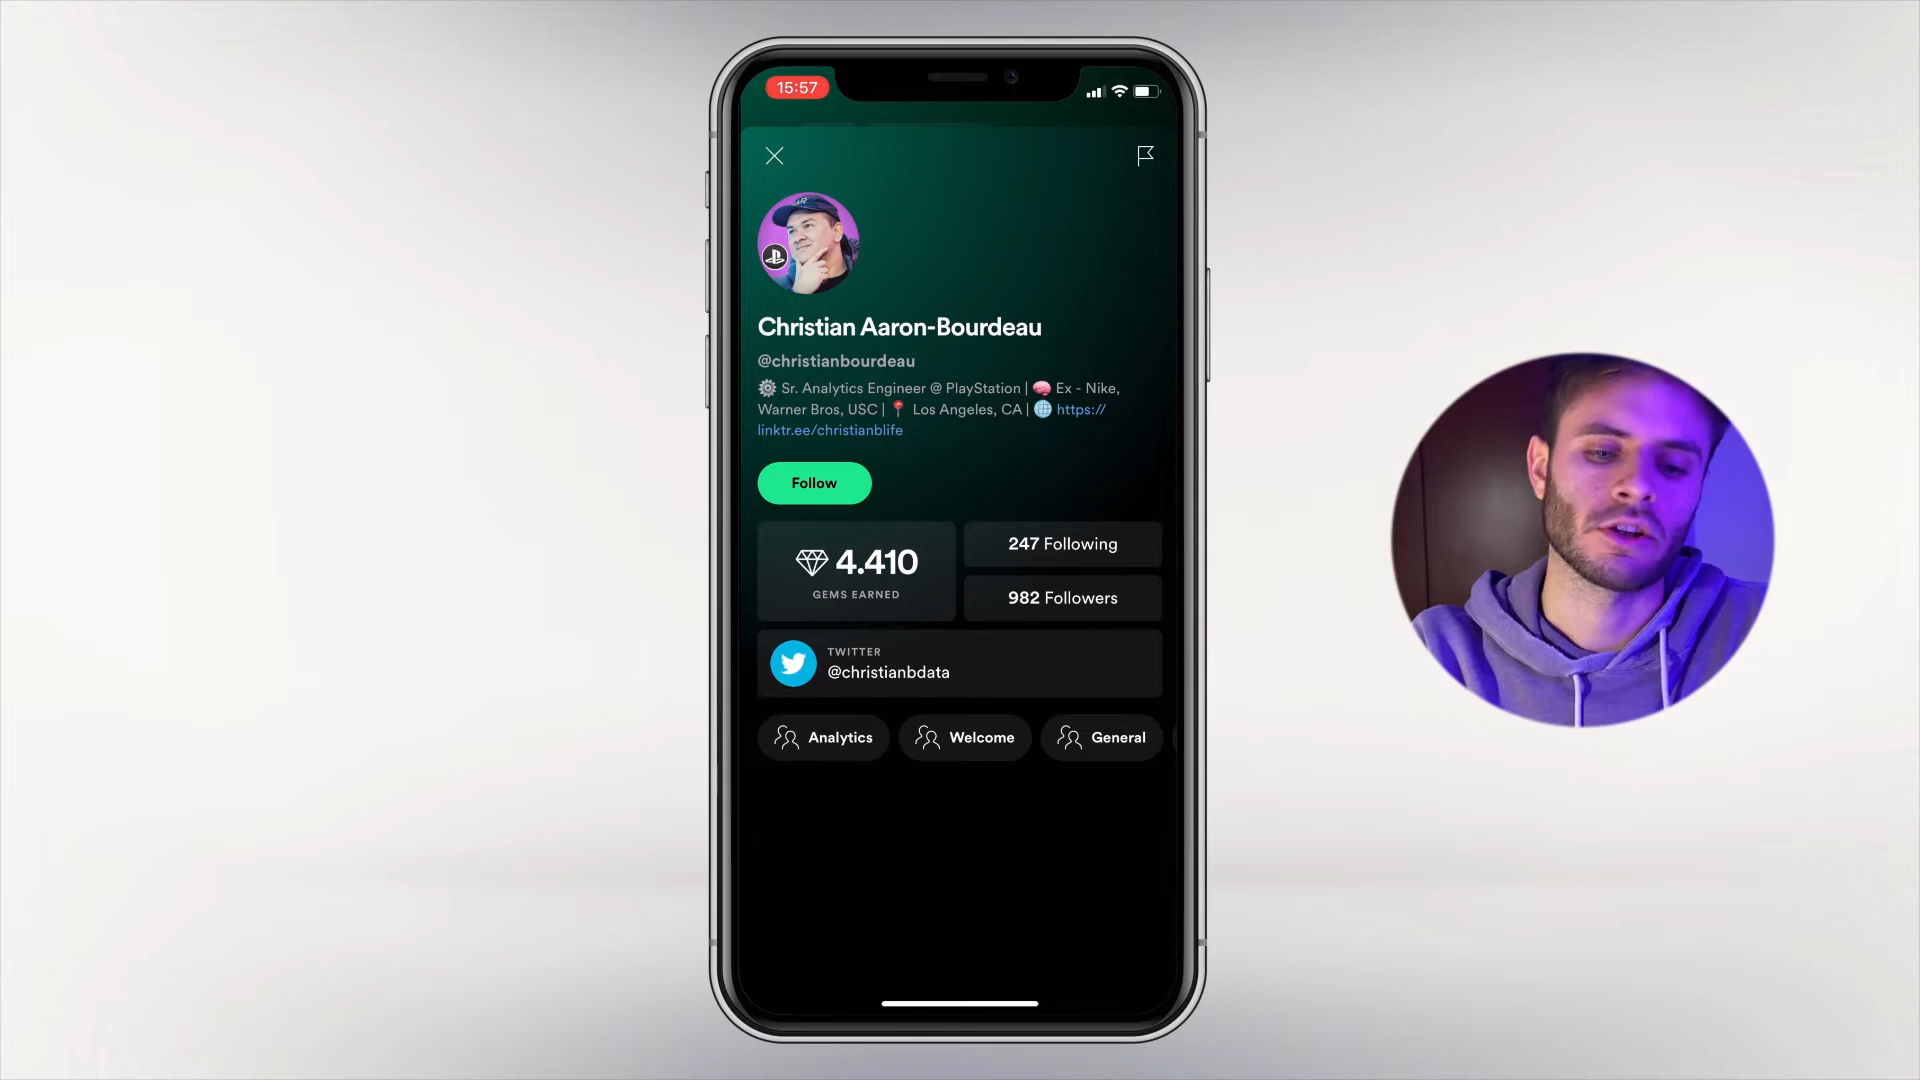 15:57
Christian Aaron-Bourdeau
@christianbourdeau
Sr. Analytics Engineer @ PlayStation | Ex - Nike,
Warner Bros, USC | Los Angeles, CA | https://
linktr.ee/christianblife
Follow
4.410
GEMS EARNED
247 Following
982 Followers
TWITTER
@christianbdata
Analytics
Welcome
General